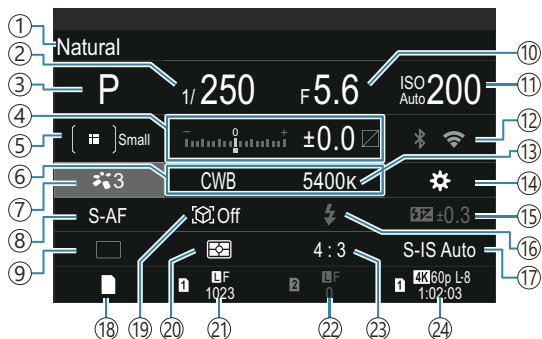 ① Natural
② ③ P 1/250 F5.6 ⑩ ISO Auto 200 ⑪
④ – 0 + ±0.0
⑤ Small ⑫
⑥ CWB 5400K ⑬
⑦ 3 ⑭
⑧ S-AF Off ±0.3 ⑮
⑨ 4:3 S-IS Auto ⑯ ⑰
1 LF 1023 2 LF 0 1 4K 60p L-8 1:02:03
⑱ ⑲ ⑳ ㉑ ㉒ ㉓ ㉔